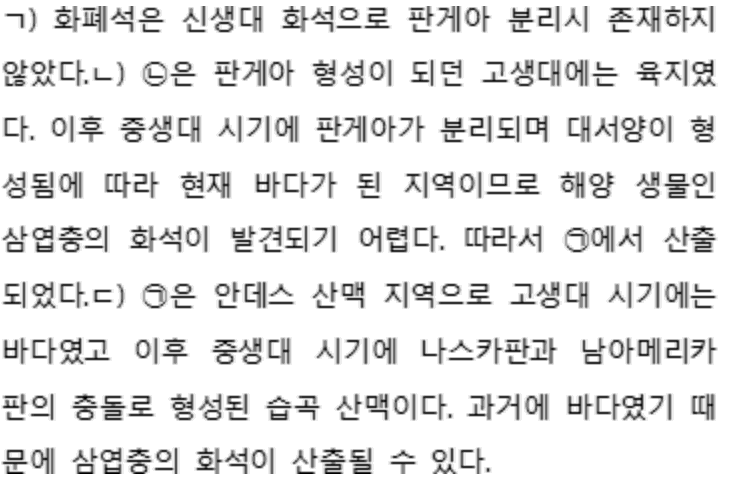 ㄱ) 화폐석은 신생대 화석으로 판게아 분리시 존재하지
않았다.ㄴ) ㉡은 판게아 형성이 되던 고생대에는 육지였
다. 이후 중생대 시기에 판게아가 분리되며 대서양이 형
성됨에 따라 현재 바다가 된 지역이므로 해양 생물인
삼엽충의 화석이 발견되기 어렵다. 따라서 ㉠에서 산출
되었다.ㄷ) ㉠은 안데스 산맥 지역으로 고생대 시기에는
바다였고 이후 중생대 시기에 나스카판과 남아메리카
판의 충돌로 형성된 습곡 산맥이다. 과거에 바다였기 때
문에 삼엽충의 화석이 산출될 수 있다.